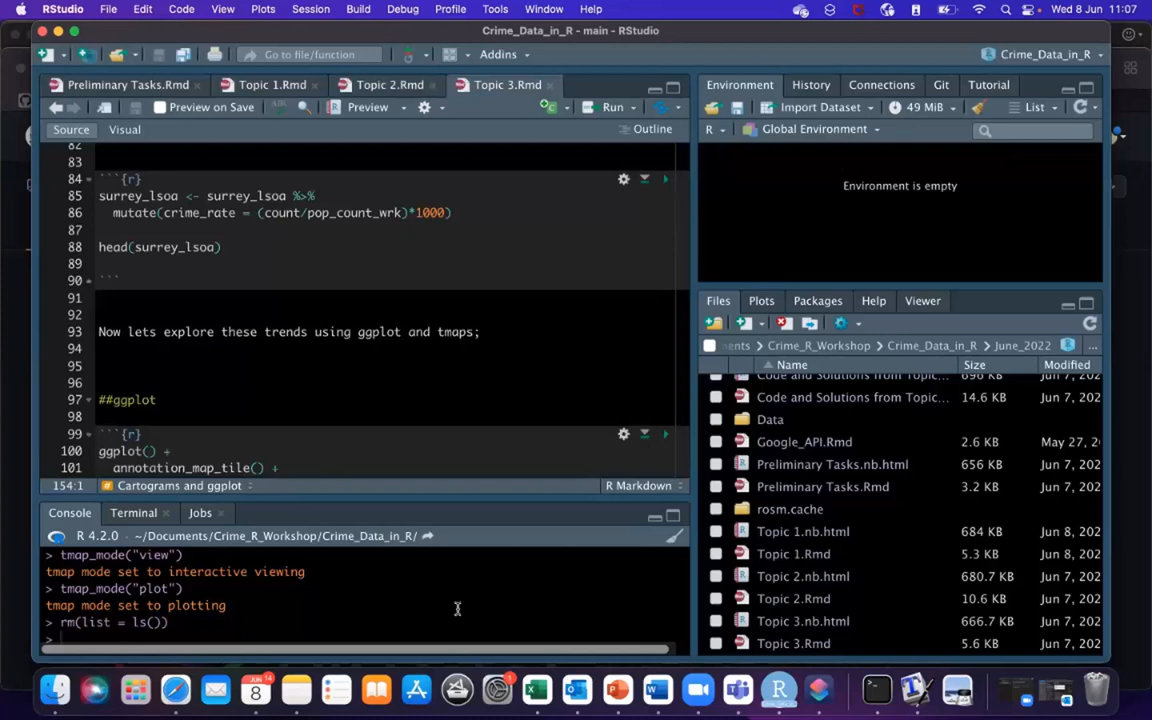 RStudio File Edit Code View Plots Session Build Debug Profile Tools Window Help Wed 8 Jun 11:07
Crime_Data_in_R - main - RStudio
Go to file/function Addins Crime_Data_in_R
Preliminary Tasks.Rmd Topic 1.Rmd Topic 2.Rmd Topic 3.Rmd
Preview on Save Preview Run
Source Visual Outline
82
83
84 ```{r}
85 surrey_lsoa <- surrey_lsoa %>%
86 mutate(crime_rate = (count/pop_count_wrk)*1000)
87
88 head(surrey_lsoa)
89
90 ```
91
92
93 Now lets explore these trends using ggplot and tmaps;
94
95
96
97 ##ggplot
98
99 ```{r}
100 ggplot() +
101 annotation_map_tile() +
154:1 Cartograms and ggplot R Markdown
Console Terminal Jobs
R 4.2.0 · ~/Documents/Crime_R_Workshop/Crime_Data_in_R/
> tmap_mode("view")
tmap mode set to interactive viewing
> tmap_mode("plot")
tmap mode set to plotting
> rm(list = ls())
>
Environment History Connections Git Tutorial
Import Dataset 49 MiB List
R Global Environment
Environment is empty
Files Plots Packages Help Viewer
ments Crime_R_Workshop Crime_Data_in_R June_2022 ...
Name Size Modified
Code and Solutions from Topic... 696 KB Jun 7, 202
Code and Solutions from Topic... 14.6 KB Jun 7, 202
Data
Google_API.Rmd 2.6 KB May 27, 20
Preliminary Tasks.nb.html 656 KB Jun 7, 202
Preliminary Tasks.Rmd 3.2 KB Jun 7, 202
rosm.cache
Topic 1.nb.html 684 KB Jun 8, 202
Topic 1.Rmd 5.3 KB Jun 8, 202
Topic 2.nb.html 680.7 KB Jun 7, 202
Topic 2.Rmd 10.6 KB Jun 7, 202
Topic 3.nb.html 666.7 KB Jun 7, 202
Topic 3.Rmd 5.6 KB Jun 7, 202